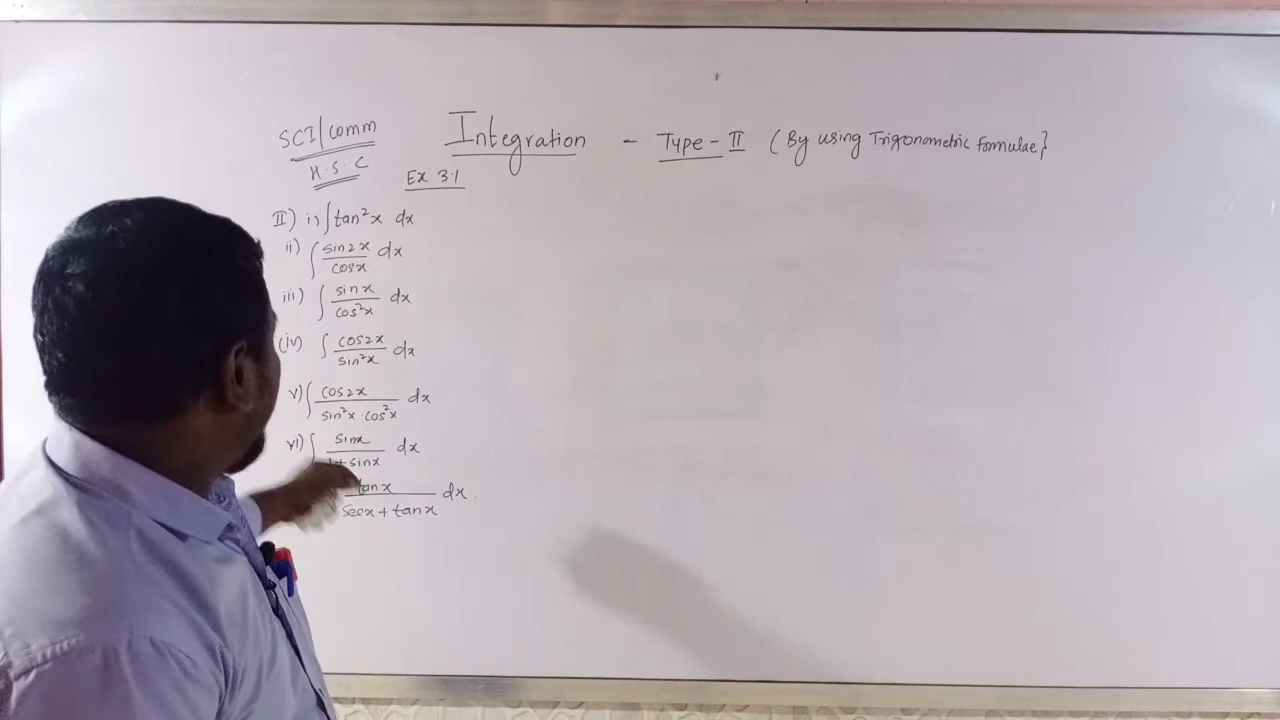 SCI/comm Integration - Type-II (By using Trigonometric formulae}
H.S.C
Ex 3.1
II) i) ∫ tan²x dx
ii) ∫ sin2x/cosx dx
iii) ∫ sinx/cos²x dx
(iv) ∫ cos2x/sin²x dx
v) ∫ cos2x/sin²x·cos²x dx
vi) ∫ sinx/1+sinx dx
tanx/secx+tanx dx.